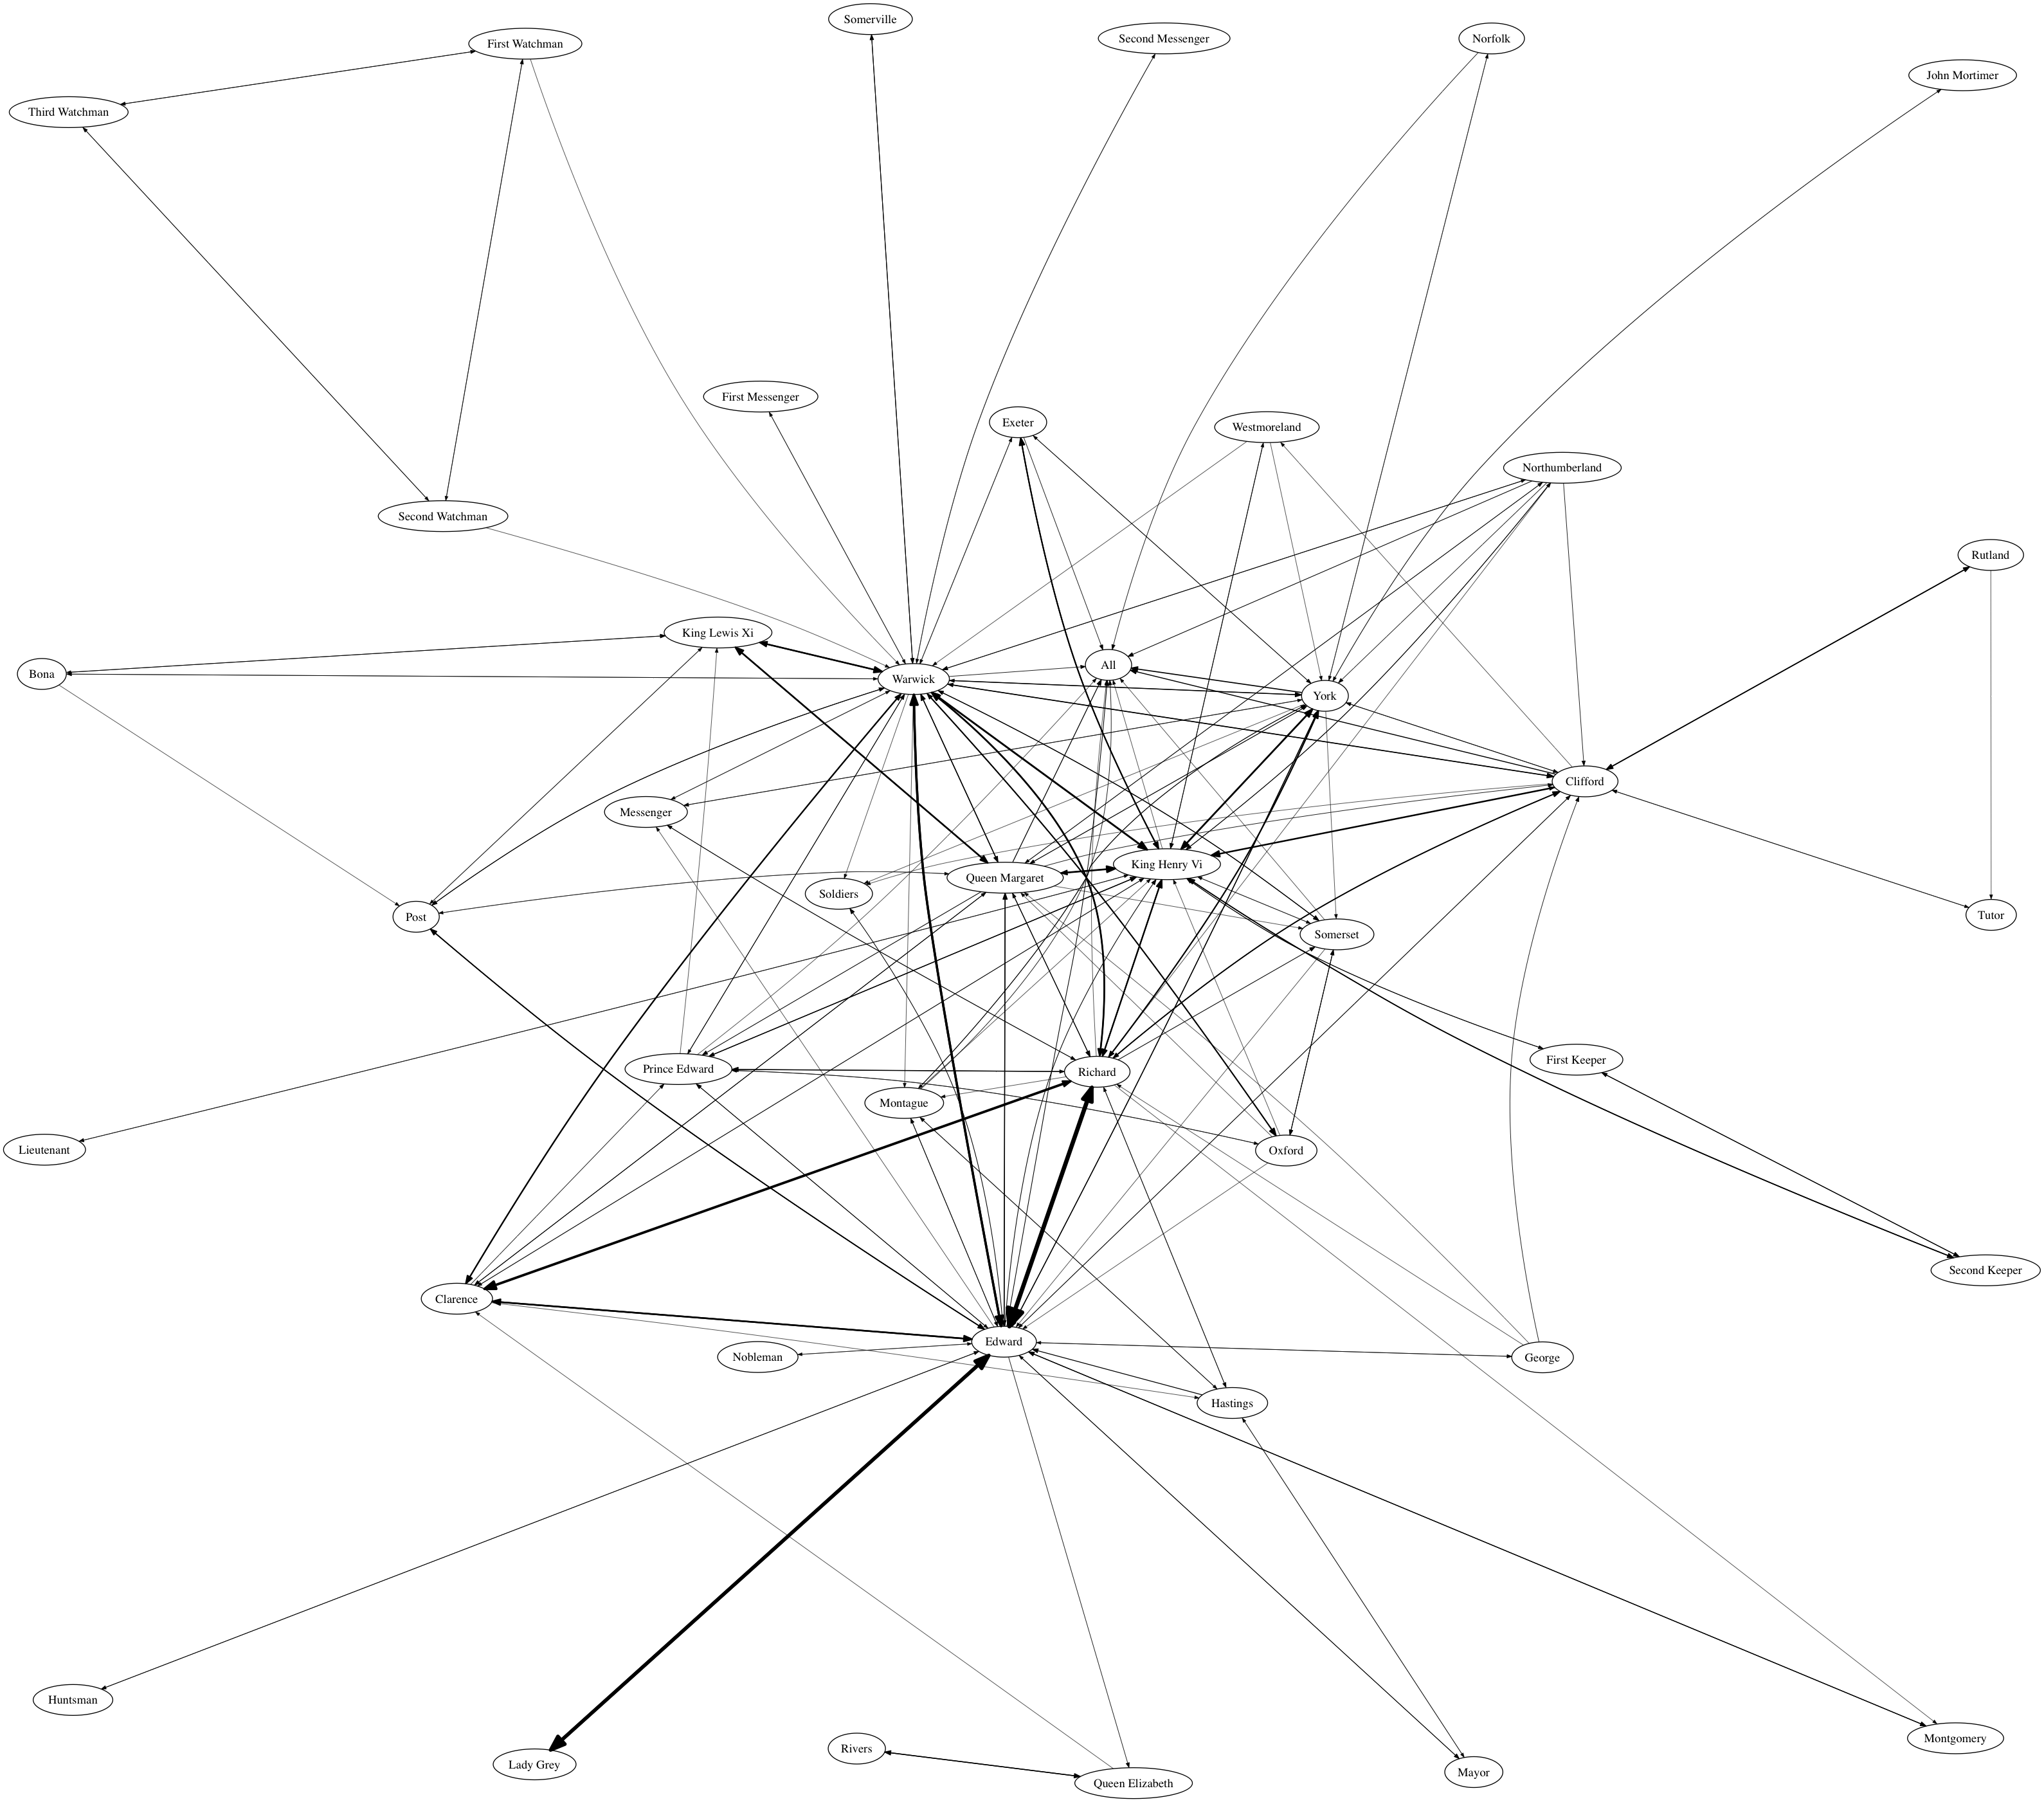 Somerville
First Watchman
Second Messenger
Norfolk
John Mortimer
Third Watchman
First Messenger
Exeter
Westmoreland
Northumberland
Second Watchman
Rutland
King Lewis Xi
All
Bona
Warwick
York
Clifford
Messenger
King Henry Vi
Queen Margaret
Soldiers
Post
Tutor
Somerset
First Keeper
Prince Edward
Richard
Montague
Lieutenant
Oxford
Second Keeper
Clarence
Edward
Nobleman
George
Hastings
Huntsman
Montgomery
Rivers
Lady Grey
Mayor
Queen Elizabeth